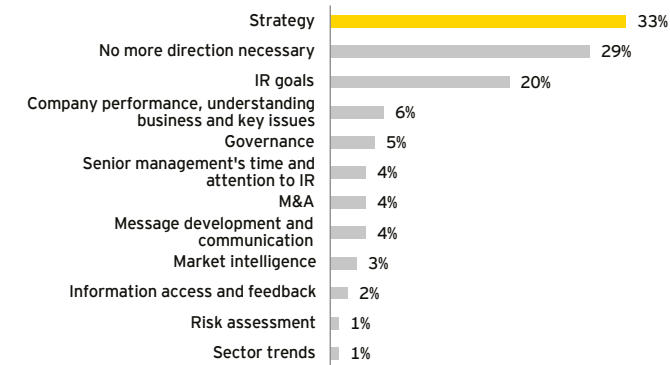 Strategy 33%
No more direction necessary 29%
IR goals 20%
Company performance, understanding
business and key issues 6%
Governance 5%
Senior management's time and
attention to IR 4%
M&A 4%
Message development and
communication 4%
Market intelligence 3%
Information access and feedback 2%
Risk assessment 1%
Sector trends 1%